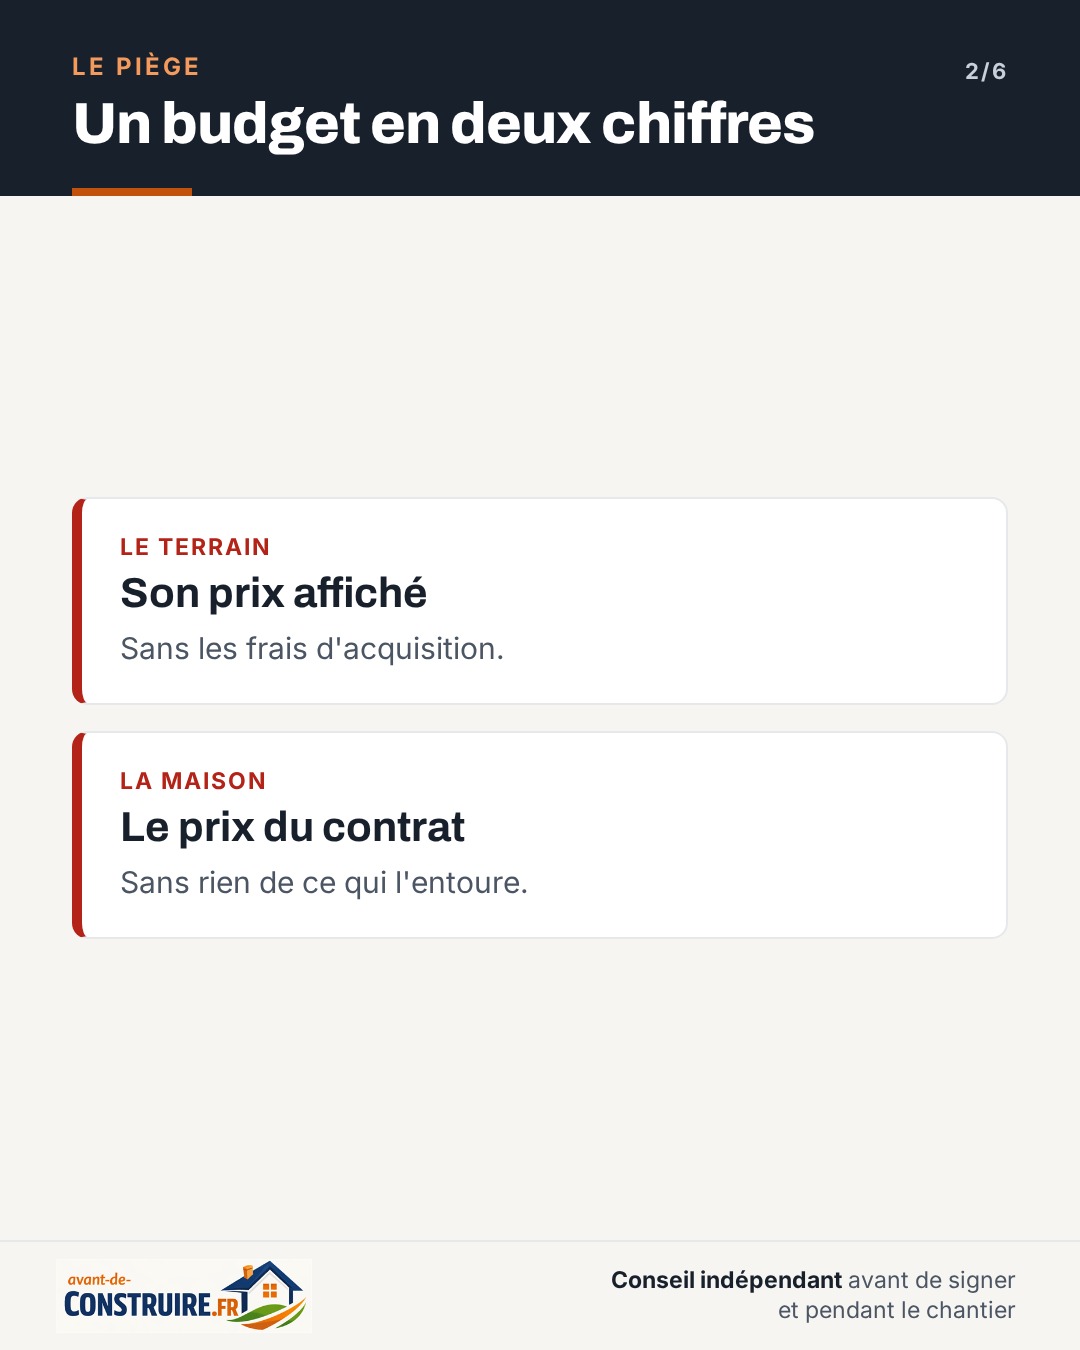 LE PIÈGE
2/6
Un budget en deux chiffres
LE TERRAIN
Son prix affiché
Sans les frais d'acquisition.
LA MAISON
Le prix du contrat
Sans rien de ce qui l'entoure.
avant-de-
CONSTRUIRE.FR
Conseil indépendant avant de signer
et pendant le chantier